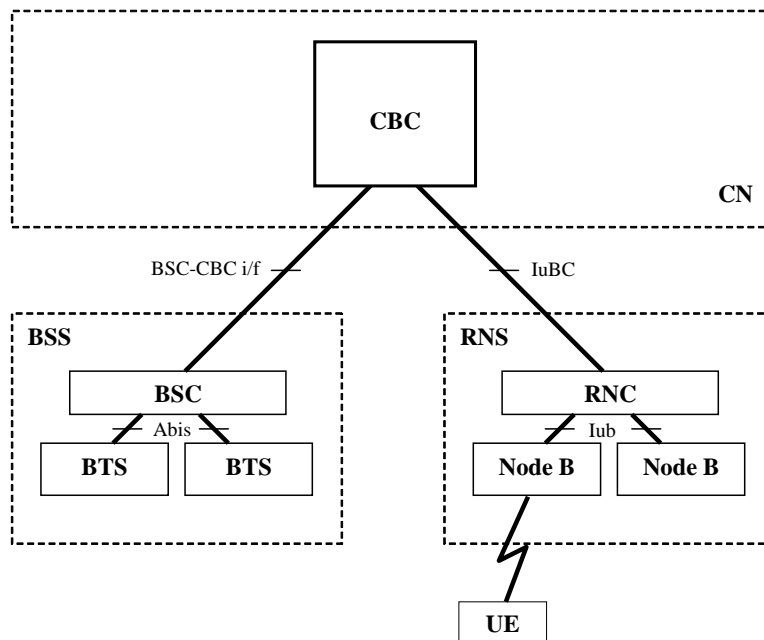 CBC
CN
BSC-CBC i/f
IuBC
BSS
RNS
BSC
RNC
Abis
Iub
BTS
BTS
Node B
Node B
UE